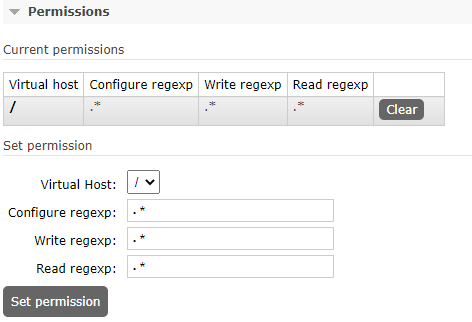 Permissions
Current permissions
Virtual host Configure regexp Write regexp Read regexp
/ .* .* .* Clear
Set permission
Virtual Host: /
Configure regexp: .*
Write regexp: .*
Read regexp: .*
Set permission